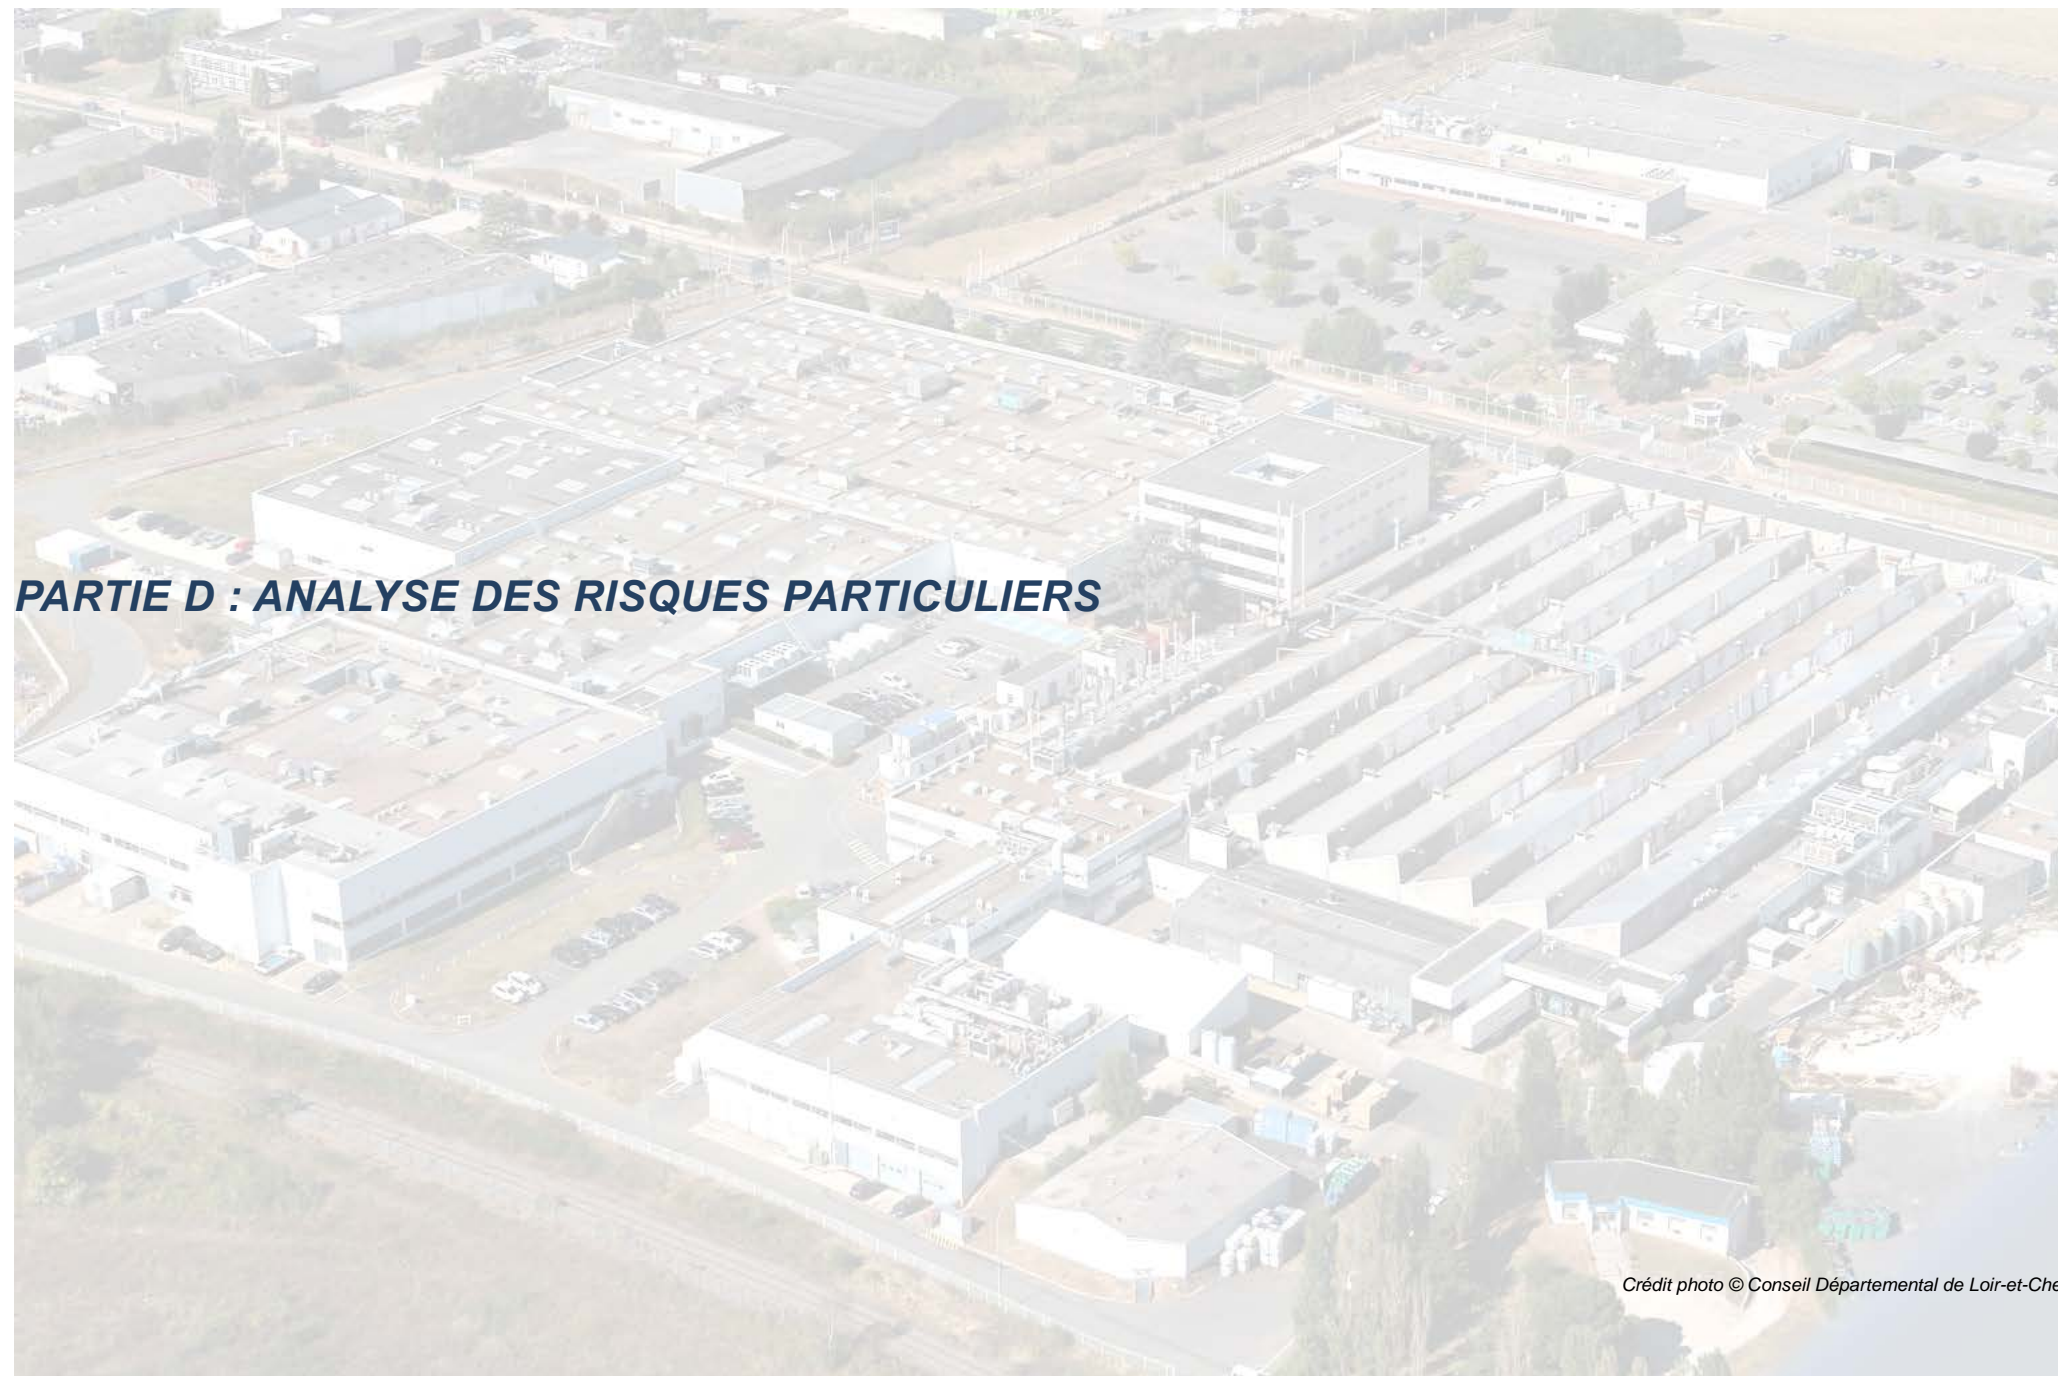 PARTIE D : ANALYSE DES RISQUES PARTICULIERS
Crédit photo © Conseil Départemental de Loir-et-Che